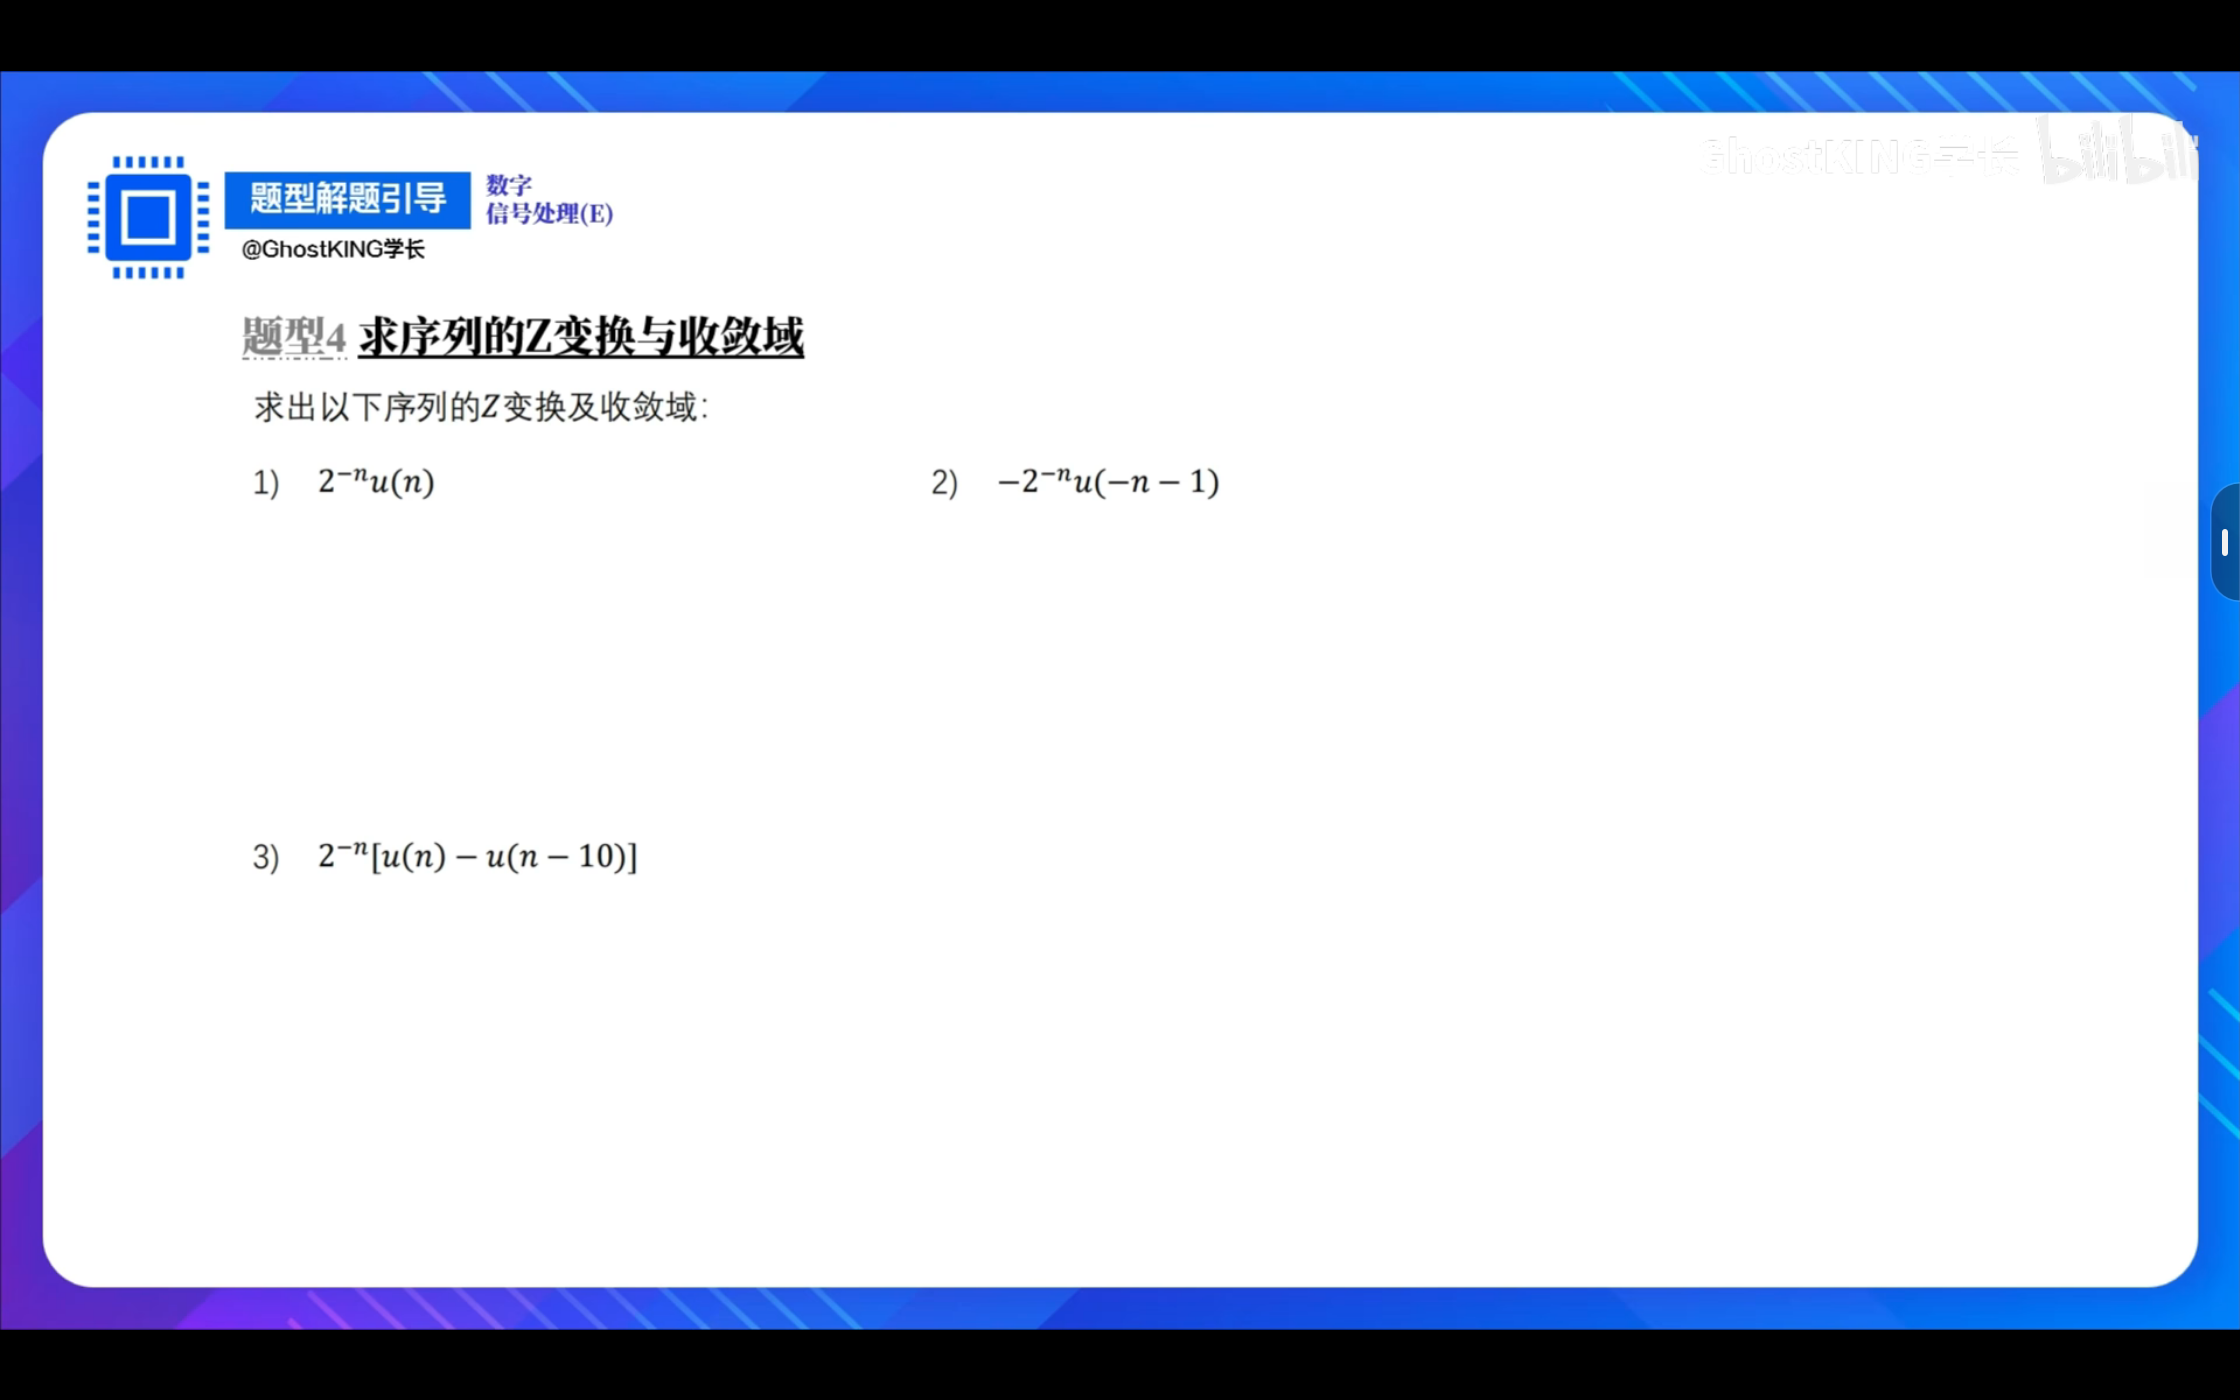 GhostKING学长 bilibili
题型解题引导
数字
信号处理(E)
@GhostKING学长
题型4 求序列的Z变换与收敛域
求出以下序列的Z变换及收敛域：
1) 2⁻ⁿu(n)
2) −2⁻ⁿu(−n − 1)
3) 2⁻ⁿ[u(n) − u(n − 10)]